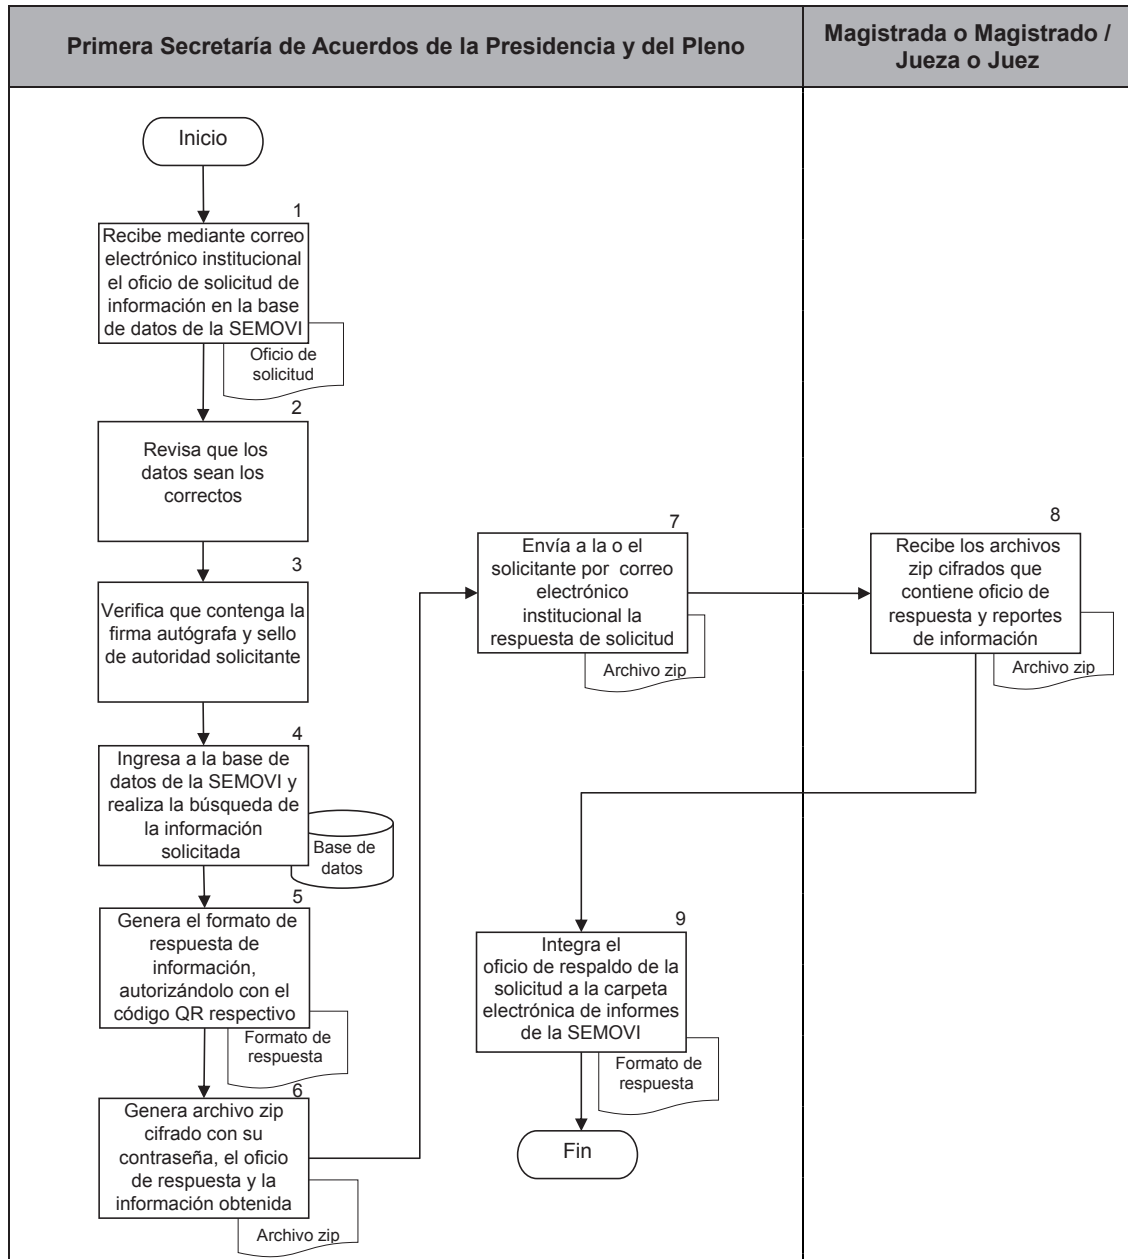 Primera Secretaría de Acuerdos de la Presidencia y del Pleno
Magistrada o Magistrado /
Jueza o Juez
Inicio
1
Recibe mediante correo
electrónico institucional
el oficio de solicitud de
información en la base
de datos de la SEMOVI
Oficio de
solicitud
2
Revisa que los
datos sean los
correctos
3
Verifica que contenga la
firma autógrafa y sello
de autoridad solicitante
4
Ingresa a la base de
datos de la SEMOVI y
realiza la búsqueda de
la información
solicitada
Base de
datos
5
Genera el formato de
respuesta de
información,
autorizándolo con el
código QR respectivo
Formato de
respuesta
6
Genera archivo zip
cifrado con su
contraseña, el oficio
de respuesta y la
información obtenida
Archivo zip
7
Envía a la o el
solicitante por correo
electrónico
institucional la
respuesta de solicitud
Archivo zip
8
Recibe los archivos
zip cifrados que
contiene oficio de
respuesta y reportes
de información
Archivo zip
9
Integra el
oficio de respaldo de la
solicitud a la carpeta
electrónica de informes
de la SEMOVI
Formato de
respuesta
Fin